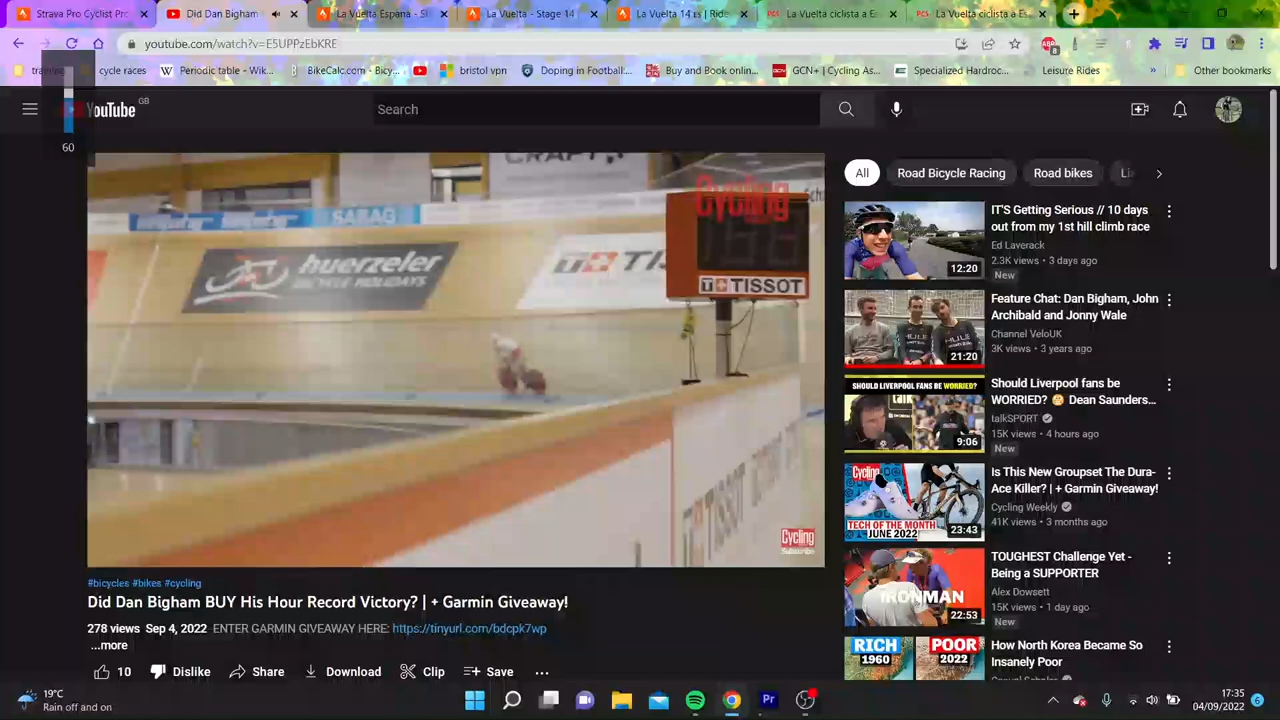 Strava Pro Cyclist Pro
Did Dan Bigham
La Vuelta Espana - S
La Vuelta - Stage 14
La Vuelta 14 es | Ride
La Vuelta ciclista a Es
La Vuelta ciclista a Es
youtube.com/watch?v=E5UPPzEbKRE
8
cycle races
Periodic table - Wik...
BikeCalc.com - Bicy...
bristol vpn
Doping in Football:...
Buy and Book onlin...
GCN+ | Cycling As...
Specialized Hardroc...
Leisure Rides
Other bookmarks
YouTube GB
Search
60
CRAFT
SABAG
TISSOT
Cycling
Cycling
Subscribe
All
Road Bicycle Racing
Road bikes
IT'S Getting Serious // 10 days
out from my 1st hill climb race
Ed Laverack
2.3K views • 3 days ago
New
12:20
Feature Chat: Dan Bigham, John
Archibald and Jonny Wale
Channel VeloUK
3K views • 3 years ago
21:20
SHOULD LIVERPOOL FANS BE WORRIED?
talk
9:06
Should Liverpool fans be
WORRIED? 😳 Dean Saunders...
talkSPORT
15K views • 4 hours ago
New
Cycling
TECH OF THE MONTH
JUNE 2022
23:43
Is This New Groupset The Dura-
Ace Killer? | + Garmin Giveaway!
Cycling Weekly
41K views • 3 months ago
IRONMAN
22:53
TOUGHEST Challenge Yet -
Being a SUPPORTER
Alex Dowsett
15K views • 1 day ago
New
RICH
1960
POOR
2022
How North Korea Became So
Insanely Poor
#bicycles #bikes #cycling
Did Dan Bigham BUY His Hour Record Victory? | + Garmin Giveaway!
278 views Sep 4, 2022 ENTER GARMIN GIVEAWAY HERE: https://tinyurl.com/bdcpk7wp
...more
10
Dislike
Share
Download
Clip
Save
19°C
Rain off and on
Pr
17:35
04/09/2022
6